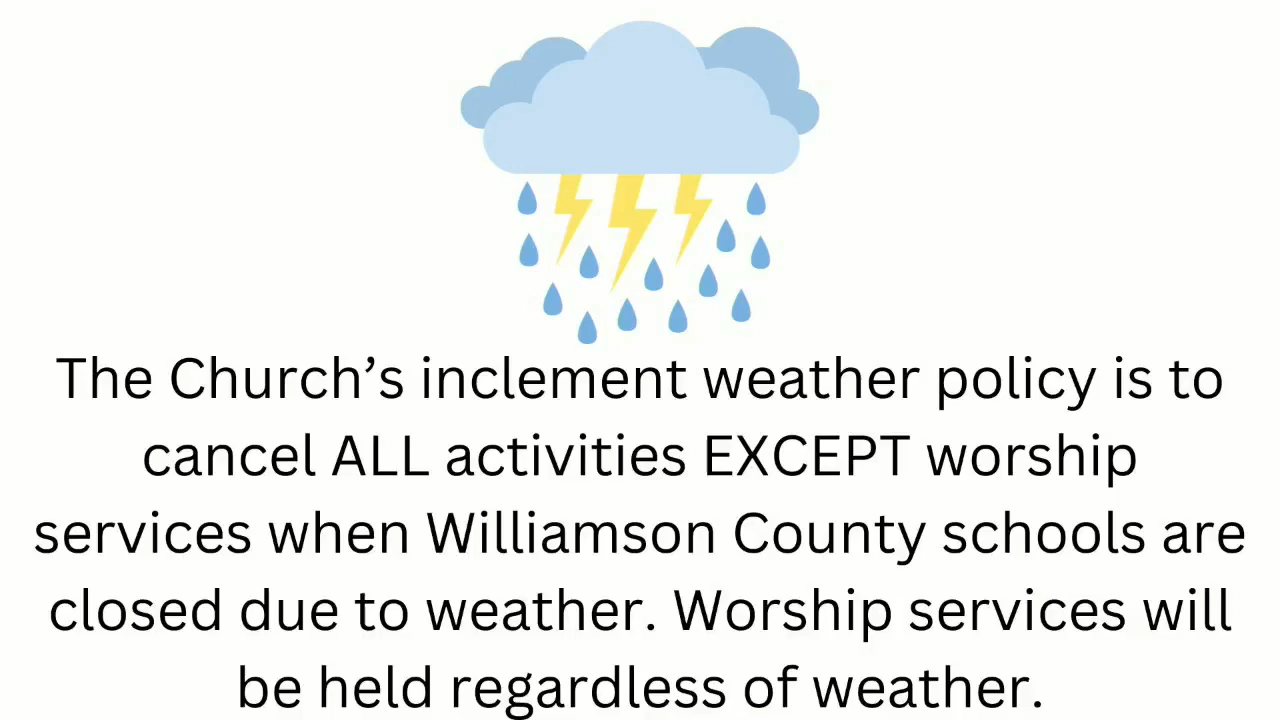 The Church’s inclement weather policy is to
cancel ALL activities EXCEPT worship
services when Williamson County schools are
closed due to weather. Worship services will
be held regardless of weather.